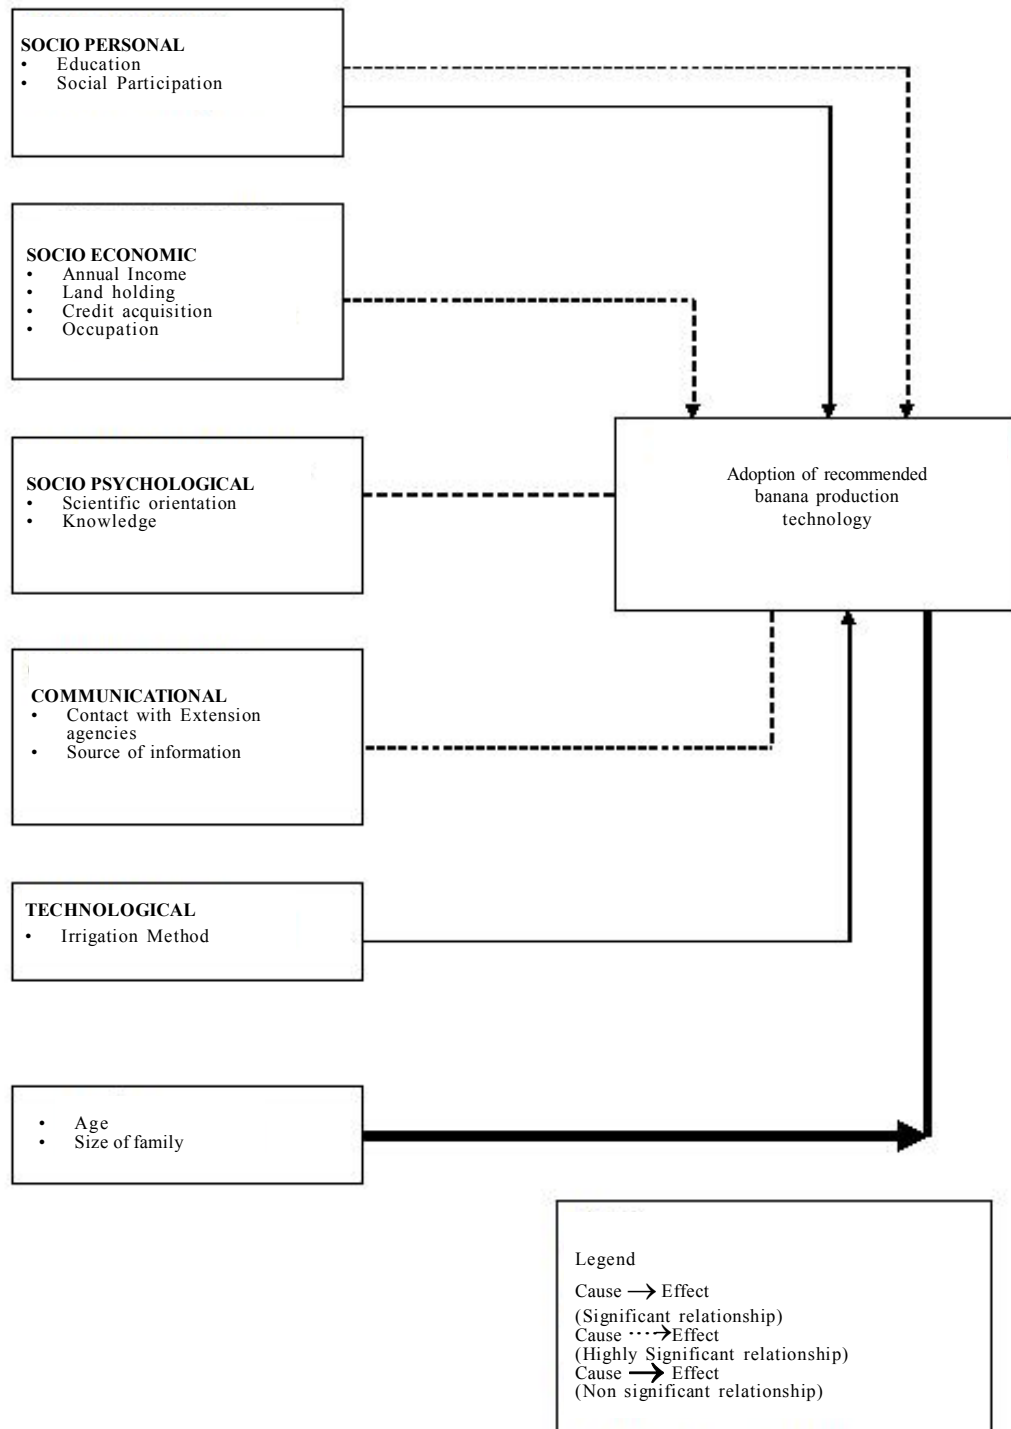 SOCIO PERSONAL
• Education
• Social Participation
SOCIO ECONOMIC
• Annual Income
• Land holding
• Credit acquisition
• Occupation
SOCIO PSYCHOLOGICAL
• Scientific orientation
• Knowledge
Adoption of recommended
banana production
technology
COMMUNICATIONAL
• Contact with Extension
agencies
• Source of information
TECHNOLOGICAL
• Irrigation Method
• Age
• Size of family
Legend
Cause → Effect
(Significant relationship)
Cause ····→ Effect
(Highly Significant relationship)
Cause → Effect
(Non significant relationship)